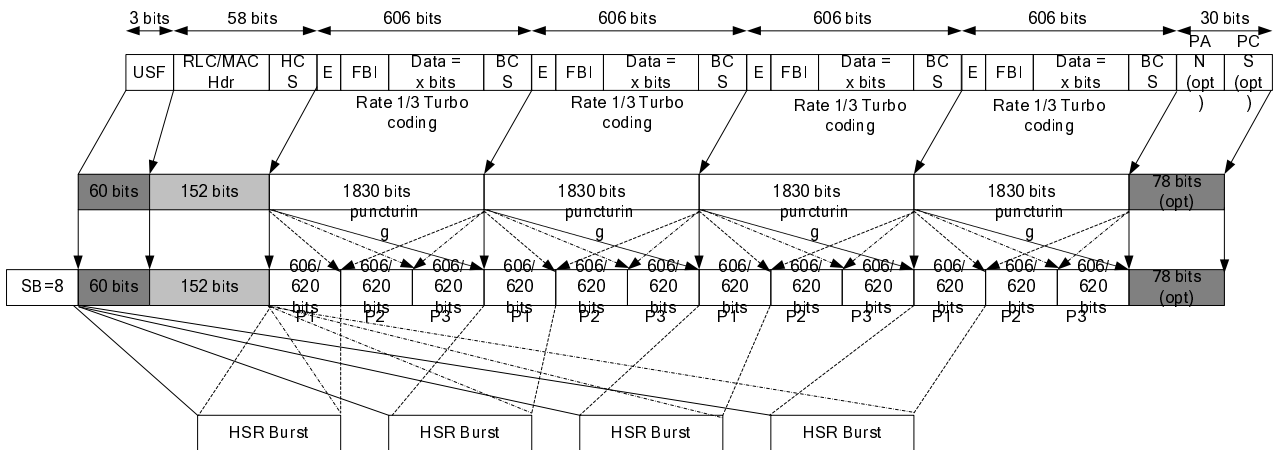 3 bits 58 bits 606 bits 606 bits 606 bits 606 bits 30 bits
USF RLC/MAC Hdr HC S E FBI Data = x bits BC S E FBI Data = x bits BC S E FBI Data = x bits BC S E FBI Data = x bits BC S PA N (opt ) PC S (opt )
Rate 1/3 Turbo coding Rate 1/3 Turbo coding Rate 1/3 Turbo coding Rate 1/3 Turbo coding
60 bits 152 bits 1830 bits 1830 bits 1830 bits 1830 bits 78 bits (opt)
puncturin g puncturin g puncturin g puncturin g
SB=8 60 bits 152 bits 606/ 620 bits 606/ 620 bits 606/ 620 bits 606/ 620 bits 606/ 620 bits 606/ 620 bits 606/ 620 bits 606/ 620 bits 606/ 620 bits 606/ 620 bits 606/ 620 bits 606/ 620 bits 78 bits (opt)
P1 P2 P3 P1 P2 P3 P1 P2 P3 P1 P2 P3
HSR Burst HSR Burst HSR Burst HSR Burst